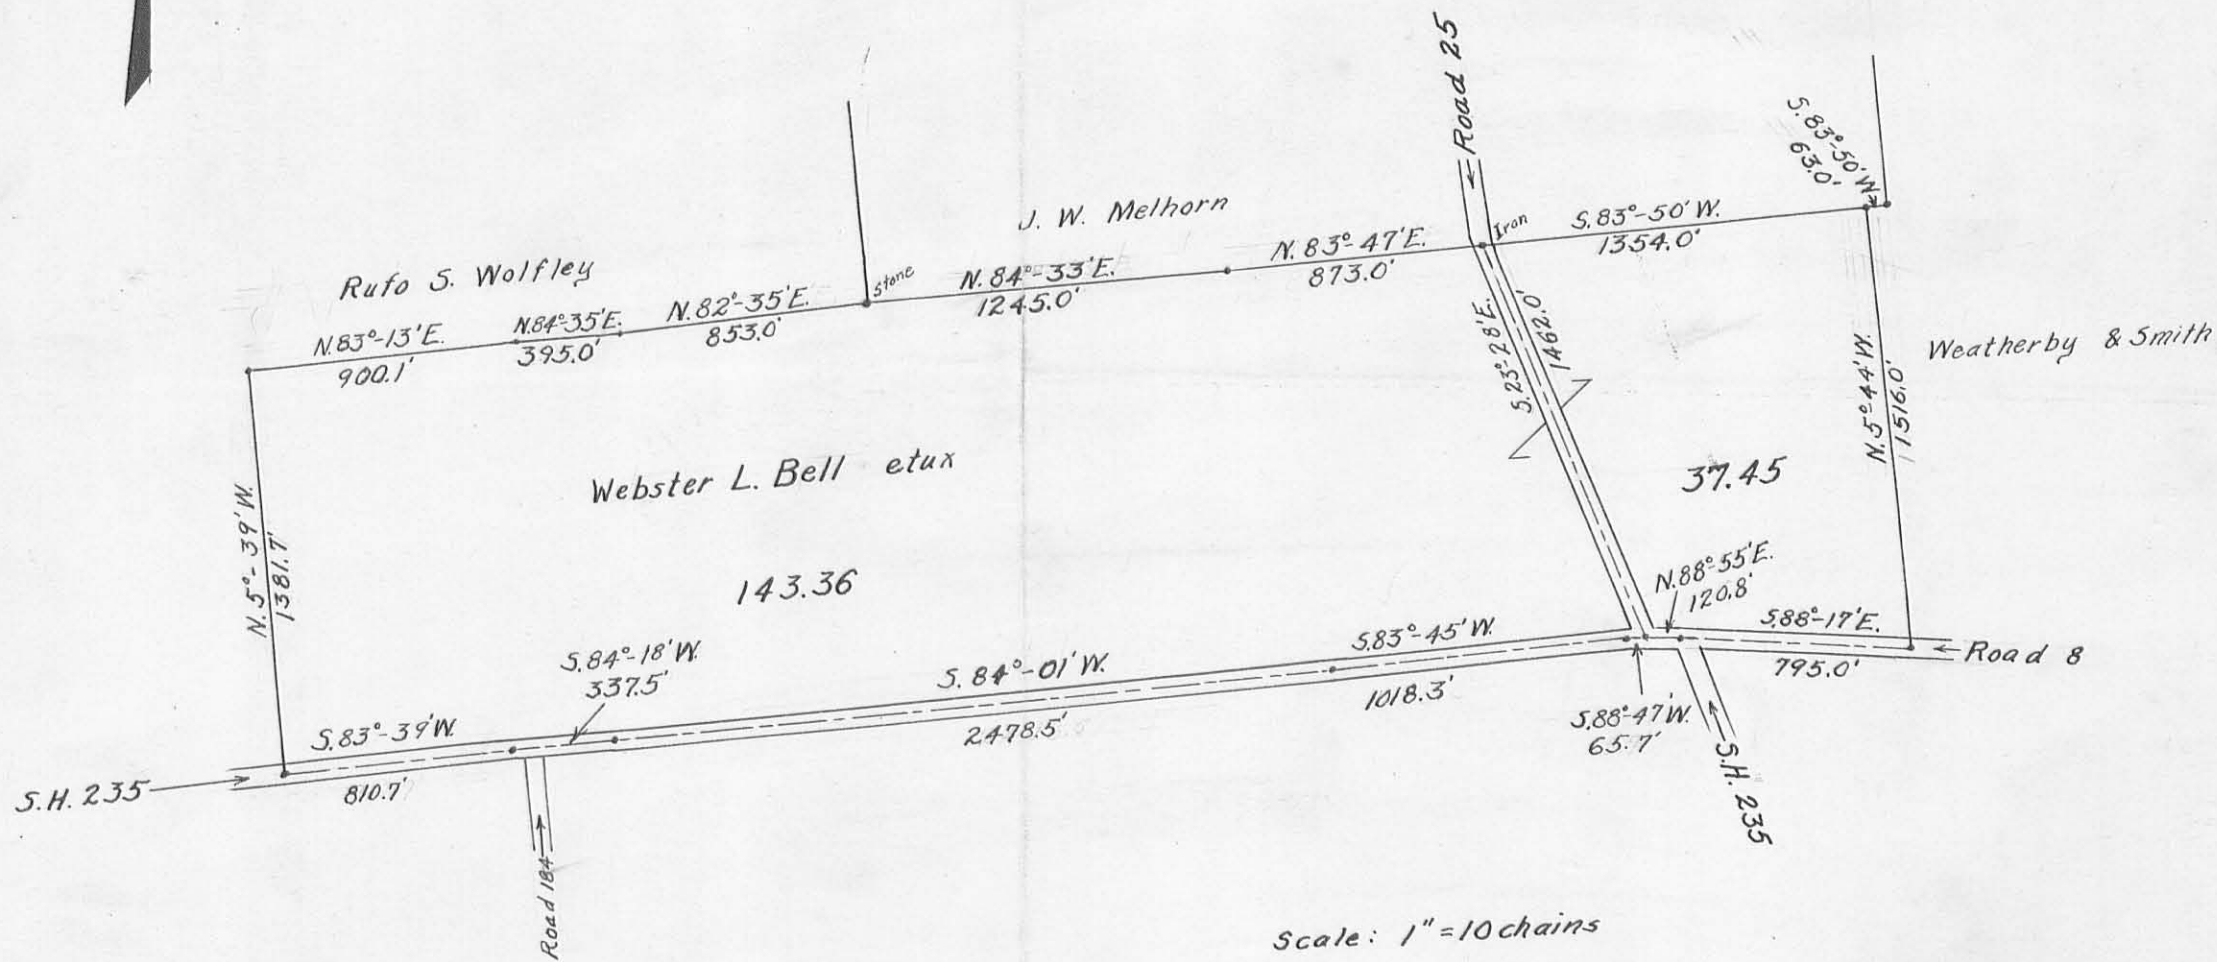 Road 25
S.83°-50'W.
63.0'
J. W. Melhorn
Iron
S.83°-50'W.
1354.0'
Rufo S. Wolfley
Stone
N.84°-33'E.
1245.0'
N.83°-47'E.
873.0'
N.83°-13'E.
900.1'
N.84°-35'E.
395.0'
N.82°-35'E.
853.0'
S.23°-28'E.
1462.0'
N.5°-44'W.
1516.0'
Weatherby & Smith
Webster L. Bell etux
37.45
N.5°-39'W.
1381.7'
143.36
N.88°-55'E.
120.8'
S.88°-17'E.
795.0'
Road 8
S.84°-18'W.
337.5'
S.84°-01'W.
2478.5'
S.83°-45'W.
1018.3'
S.88°-47'W.
65.7'
S.H. 235
S.83°-39'W.
810.7'
S.H. 235
Road 184
Scale: 1"=10 chains